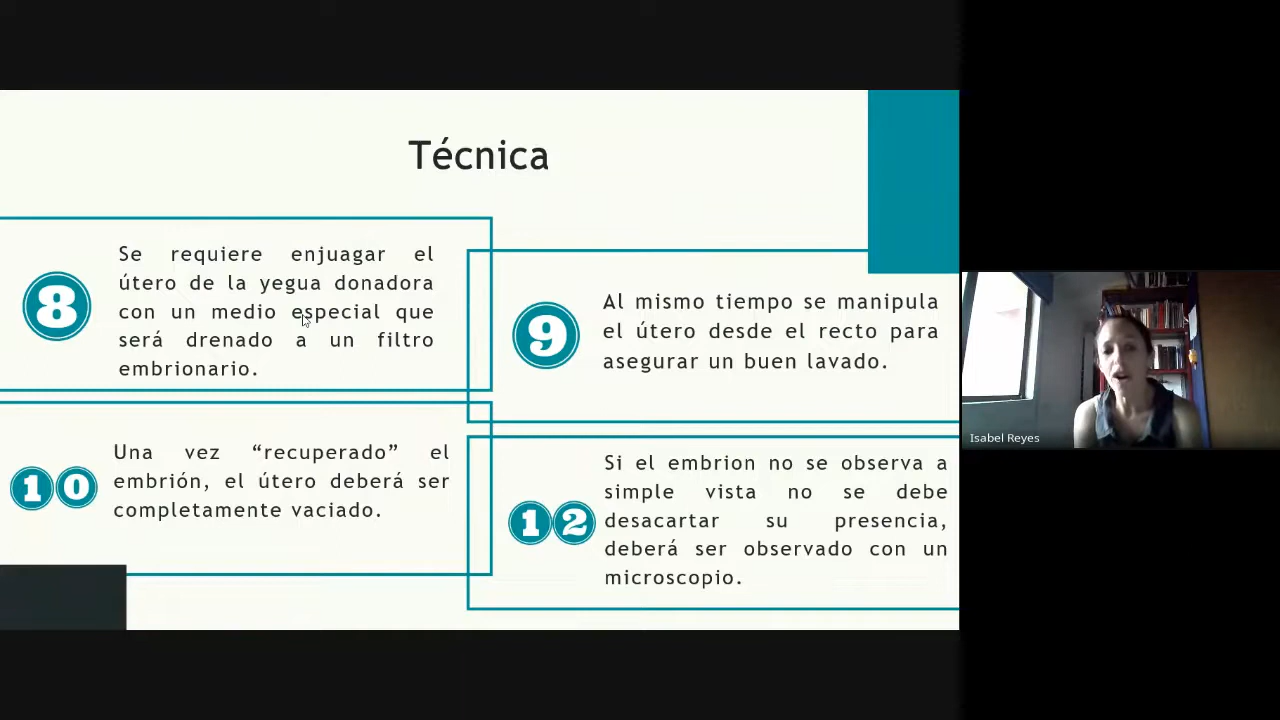 Técnica
8
Se requiere enjuagar el
útero de la yegua donadora
con un medio especial que
será drenado a un filtro
embrionario.
9
Al mismo tiempo se manipula
el útero desde el recto para
asegurar un buen lavado.
10
Una vez “recuperado” el
embrión, el útero deberá ser
completamente vaciado.
12
Si el embrion no se observa a
simple vista no se debe
desacartar su presencia,
deberá ser observado con un
microscopio.
Isabel Reyes